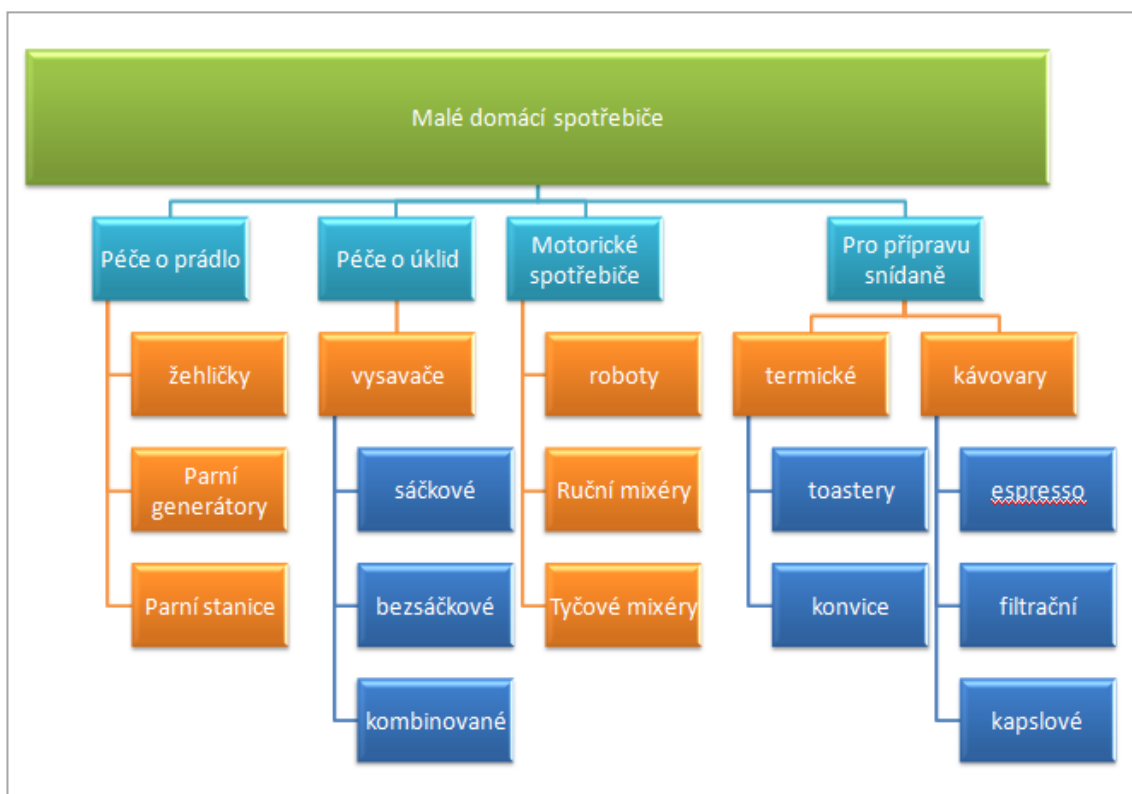 Malé domácí spotřebiče
Péče o prádlo
Péče o úklid
Motorické
spotřebiče
Pro přípravu
snídaně
žehličky
vysavače
roboty
termické
kávovary
Parní
generátory
sáčkové
Ruční mixéry
toastery
espresso
Parní stanice
bezsáčkové
Tyčové mixéry
konvice
filtrační
kombinované
kapslové